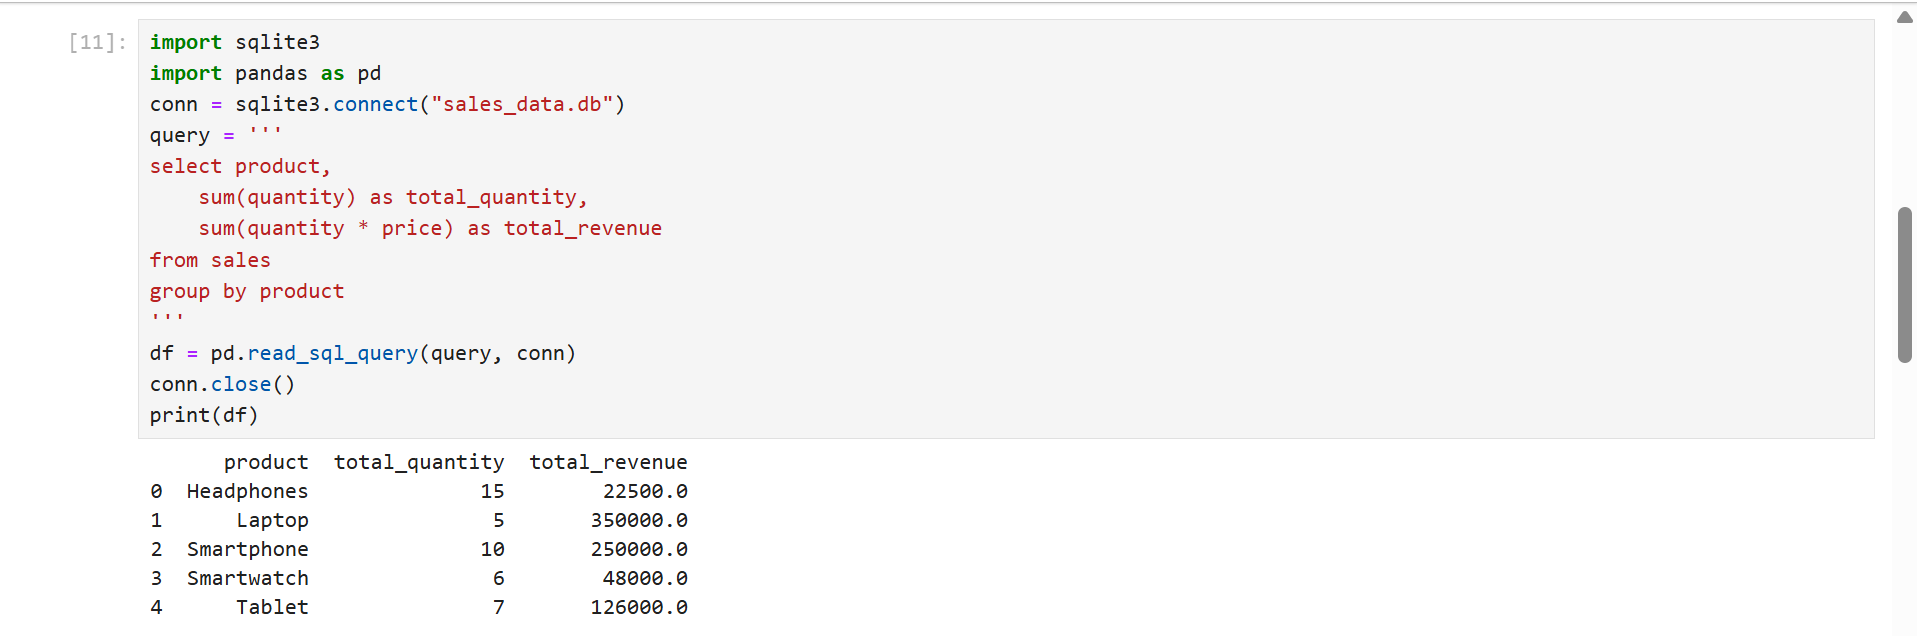 [11]:
import sqlite3
import pandas as pd
conn = sqlite3.connect("sales_data.db")
query = '''
select product,
    sum(quantity) as total_quantity,
    sum(quantity * price) as total_revenue
from sales
group by product
'''
df = pd.read_sql_query(query, conn)
conn.close()
print(df)
      product  total_quantity  total_revenue
0  Headphones              15        22500.0
1      Laptop               5       350000.0
2  Smartphone              10       250000.0
3  Smartwatch               6        48000.0
4      Tablet               7       126000.0